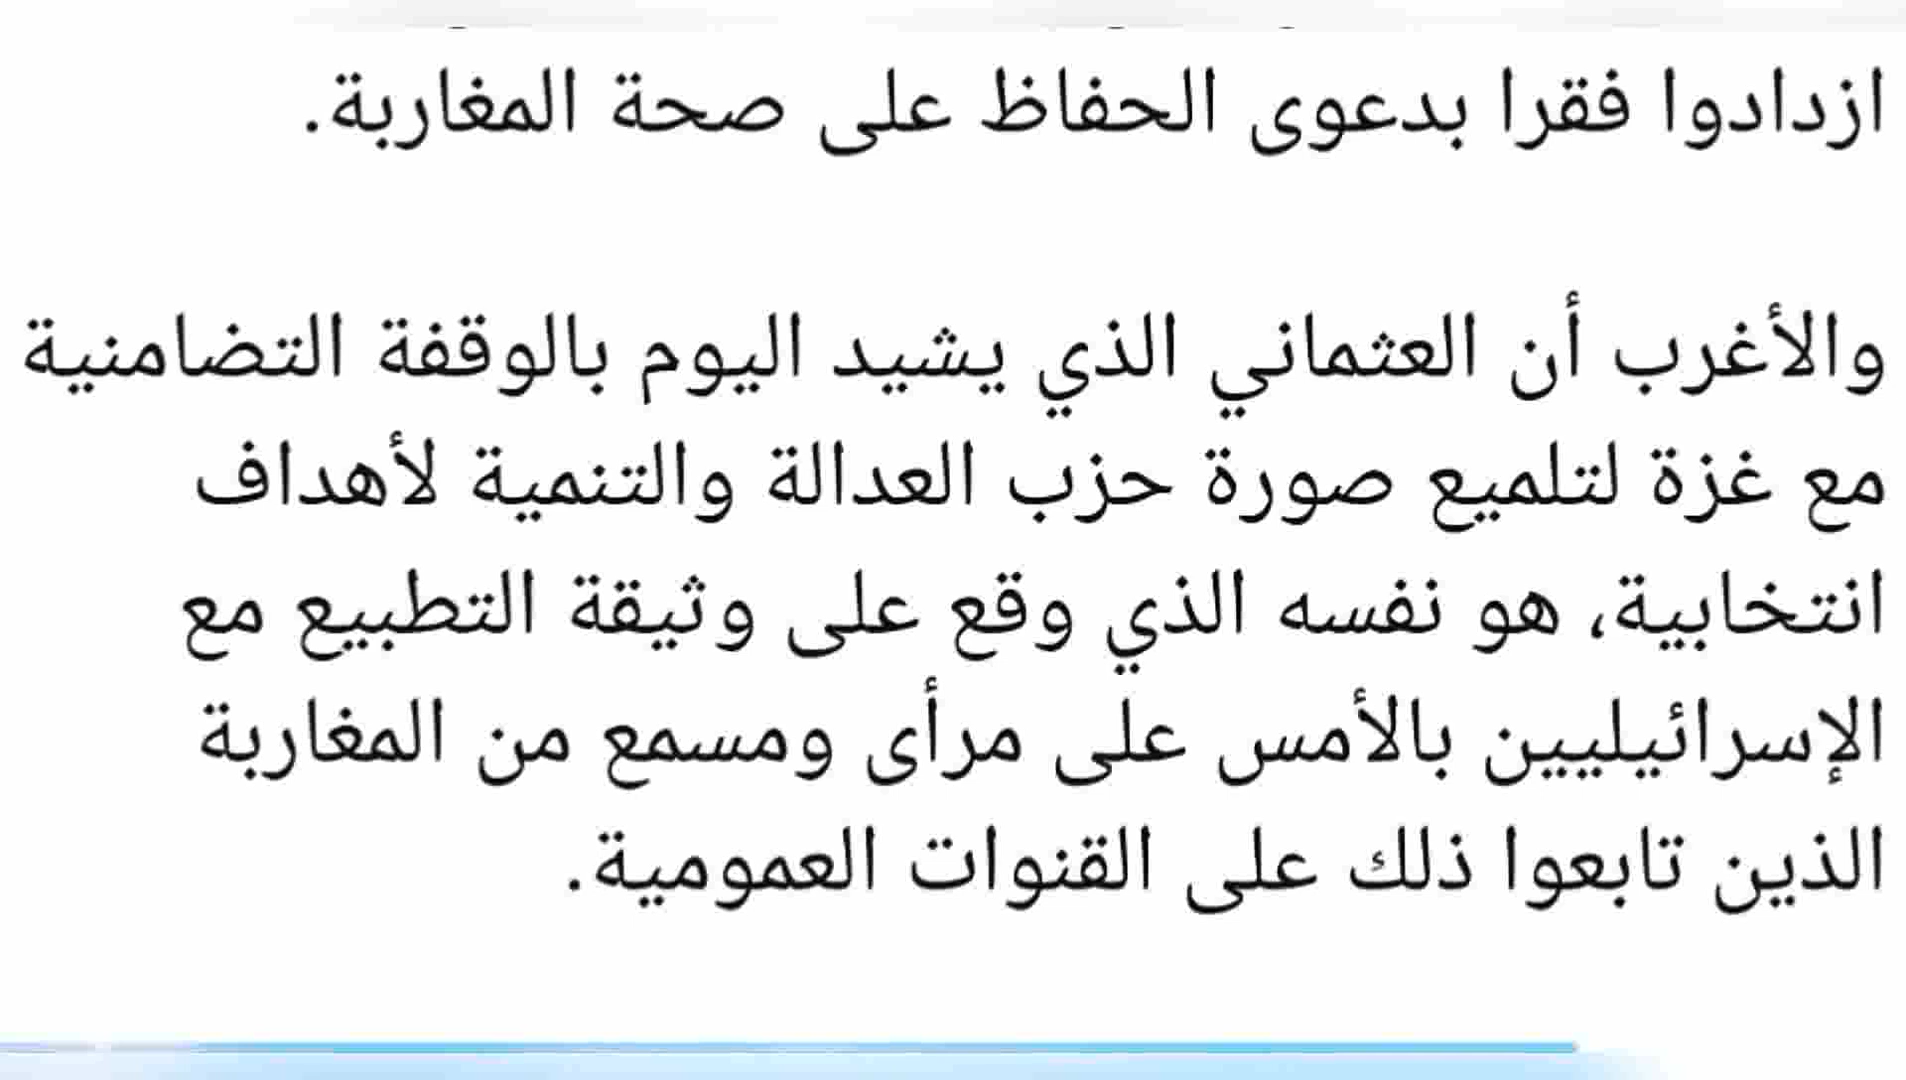 ازدادوا فقرا بدعوى الحفاظ على صحة المغاربة.
والأغرب أن العثماني الذي يشيد اليوم بالوقفة التضامنية
مع غزة لتلميع صورة حزب العدالة والتنمية لأهداف
انتخابية، هو نفسه الذي وقع على وثيقة التطبيع مع
الإسرائيليين بالأمس على مرأى ومسمع من المغاربة
الذين تابعوا ذلك على القنوات العمومية.